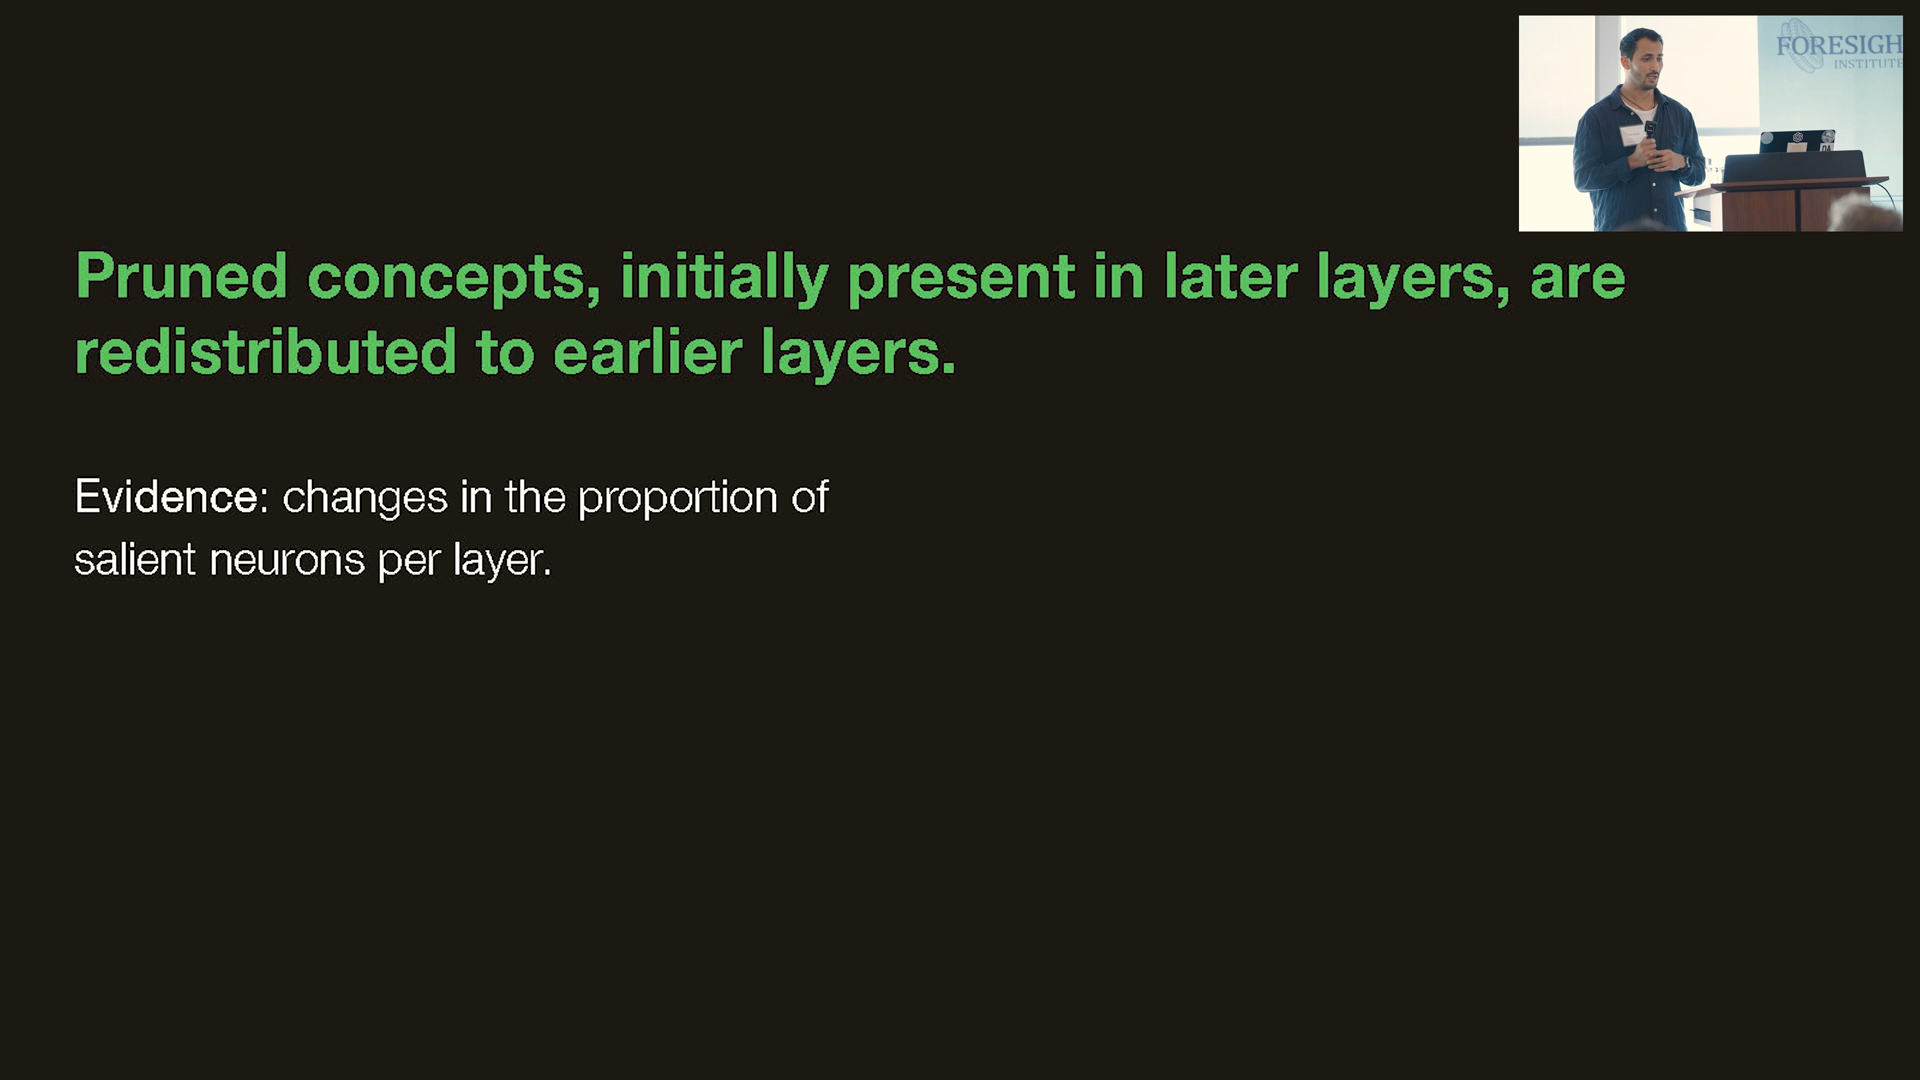 FORESIGH
INSTITUTE
Pruned concepts, initially present in later layers, are
redistributed to earlier layers.
Evidence: changes in the proportion of
salient neurons per layer.